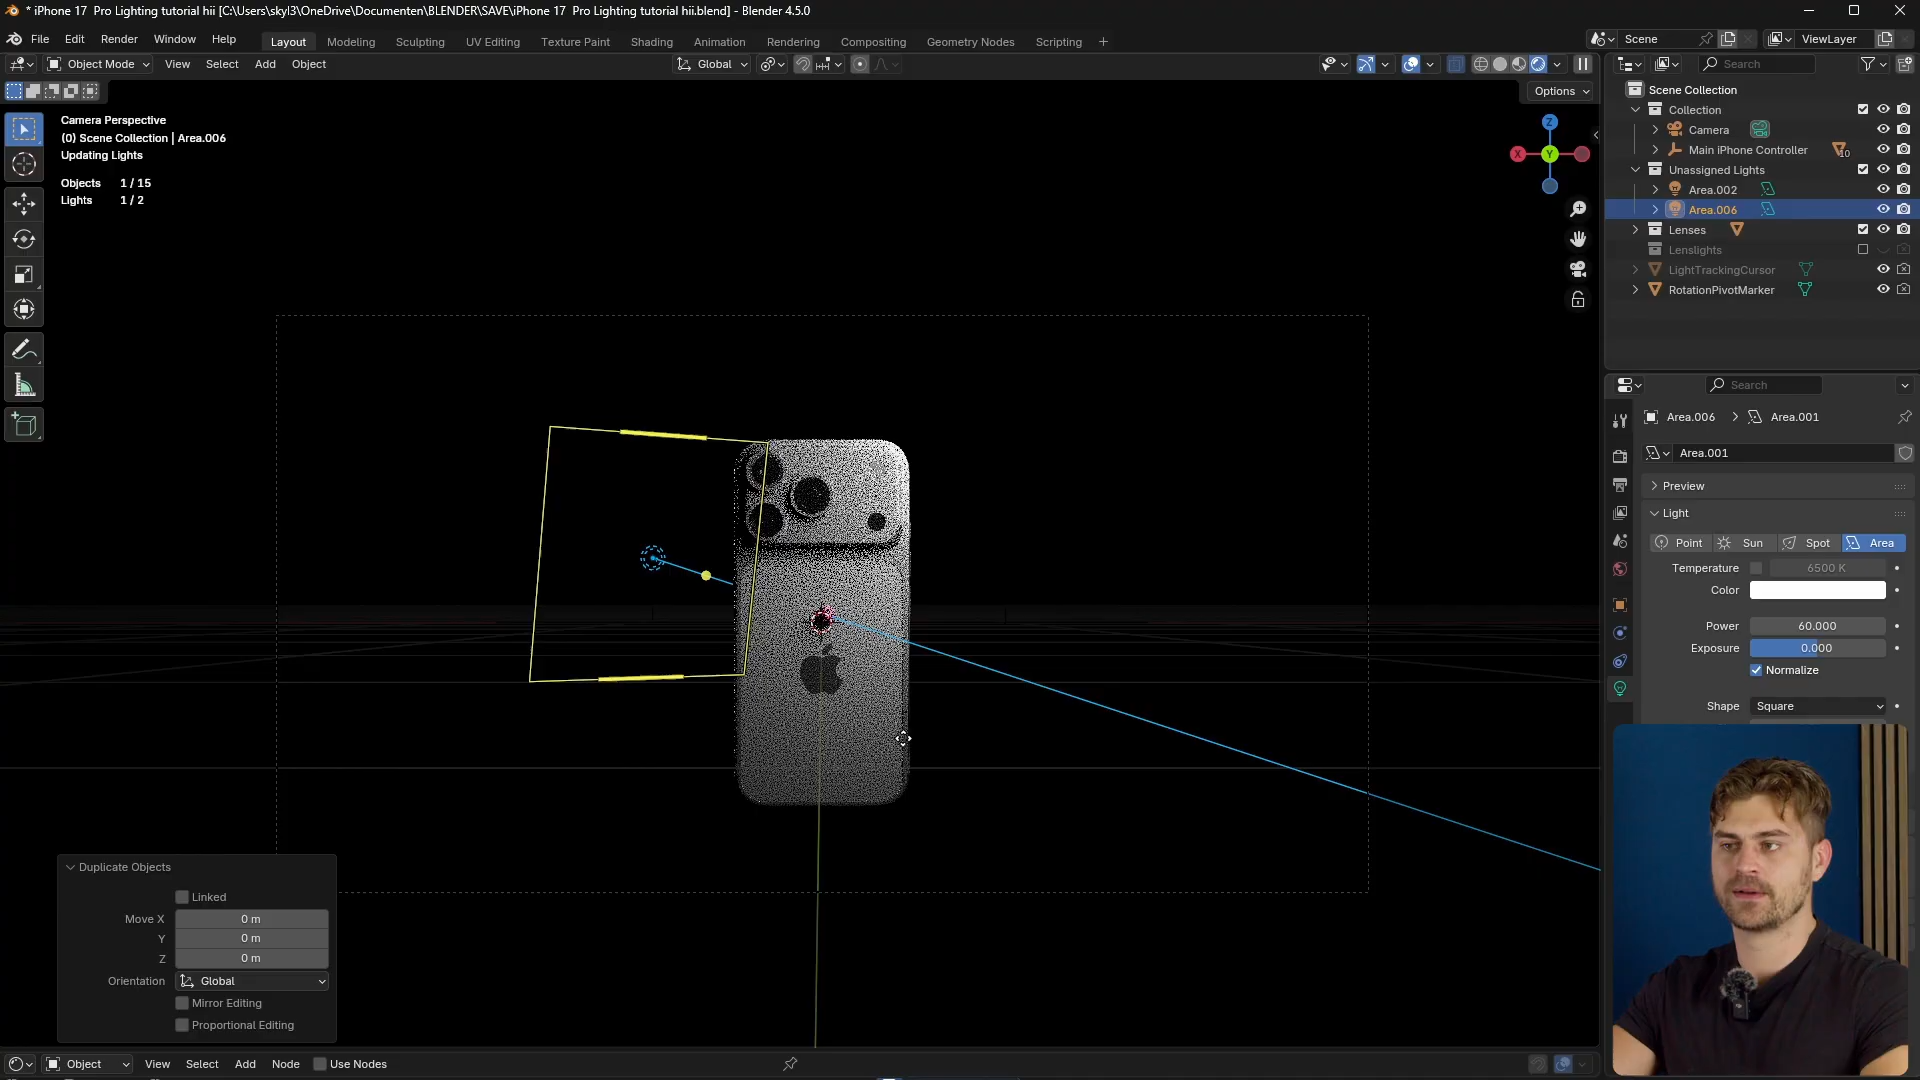 * iPhone 17  Pro Lighting tutorial hii [C:\Users\skyl3\OneDrive\Documenten\BLENDER\SAVE\iPhone 17  Pro Lighting tutorial hii.blend] - Blender 4.5.0
File Edit Render Window Help
Layout Modeling Sculpting UV Editing Texture Paint Shading Animation Rendering Compositing Geometry Nodes Scripting +
Scene
ViewLayer
Object Mode View Select Add Object
Global
Search
Options
Camera Perspective
(0) Scene Collection | Area.006
Updating Lights
Objects 1 / 15
Lights 1 / 2
Z
X
Y
Scene Collection
Collection
Camera
Main iPhone Controller 10
Unassigned Lights
Area.002
Area.006
Lenses
Lenslights
LightTrackingCursor
RotationPivotMarker
Search
Area.006 > Area.001
Area.001
Preview
Light
Point Sun Spot Area
Temperature 6500 K
Color
Power 60.000
Exposure 0.000
Normalize
Shape Square
Duplicate Objects
Linked
Move X 0 m
Y 0 m
Z 0 m
Orientation Global
Mirror Editing
Proportional Editing
Object View Select Add Node Use Nodes